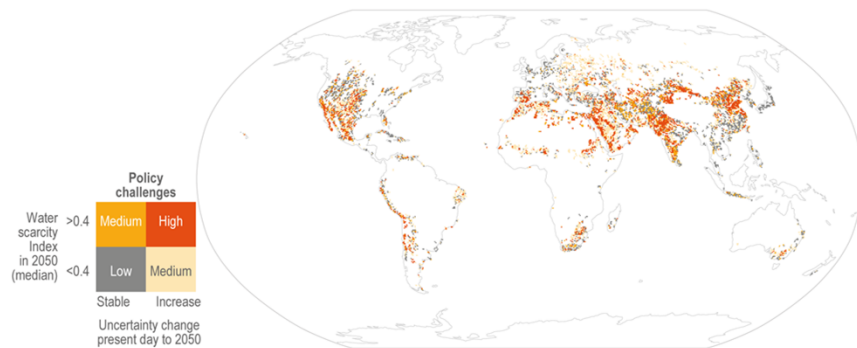 Policy
challenges
Water
scarcity
Index
in 2050
(median)
>0.4
Medium
High
<0.4
Low
Medium
Stable
Increase
Uncertainty change
present day to 2050